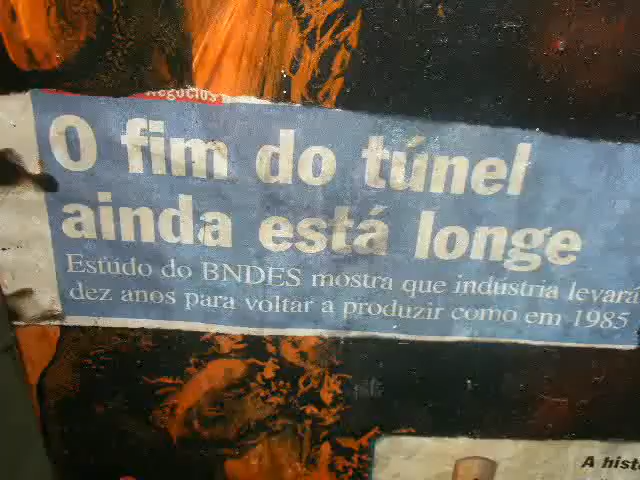 Negócios
O fim do túnel
ainda está longe
Estudo do BNDES mostra que indústria levará
dez anos para voltar a produzir como em 1985
A hist